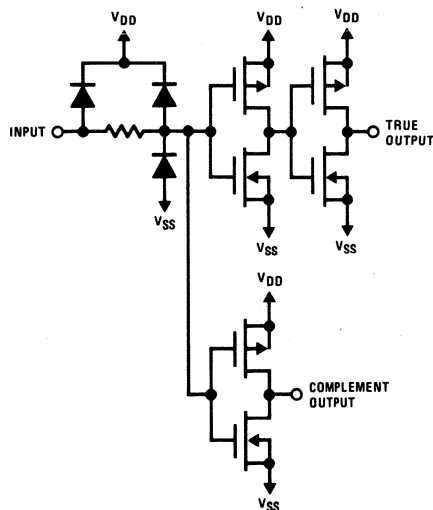 VDD
VDD
VDD
INPUT
TRUE
OUTPUT
VSS
VSS
VSS
VDD
COMPLEMENT
OUTPUT
VSS